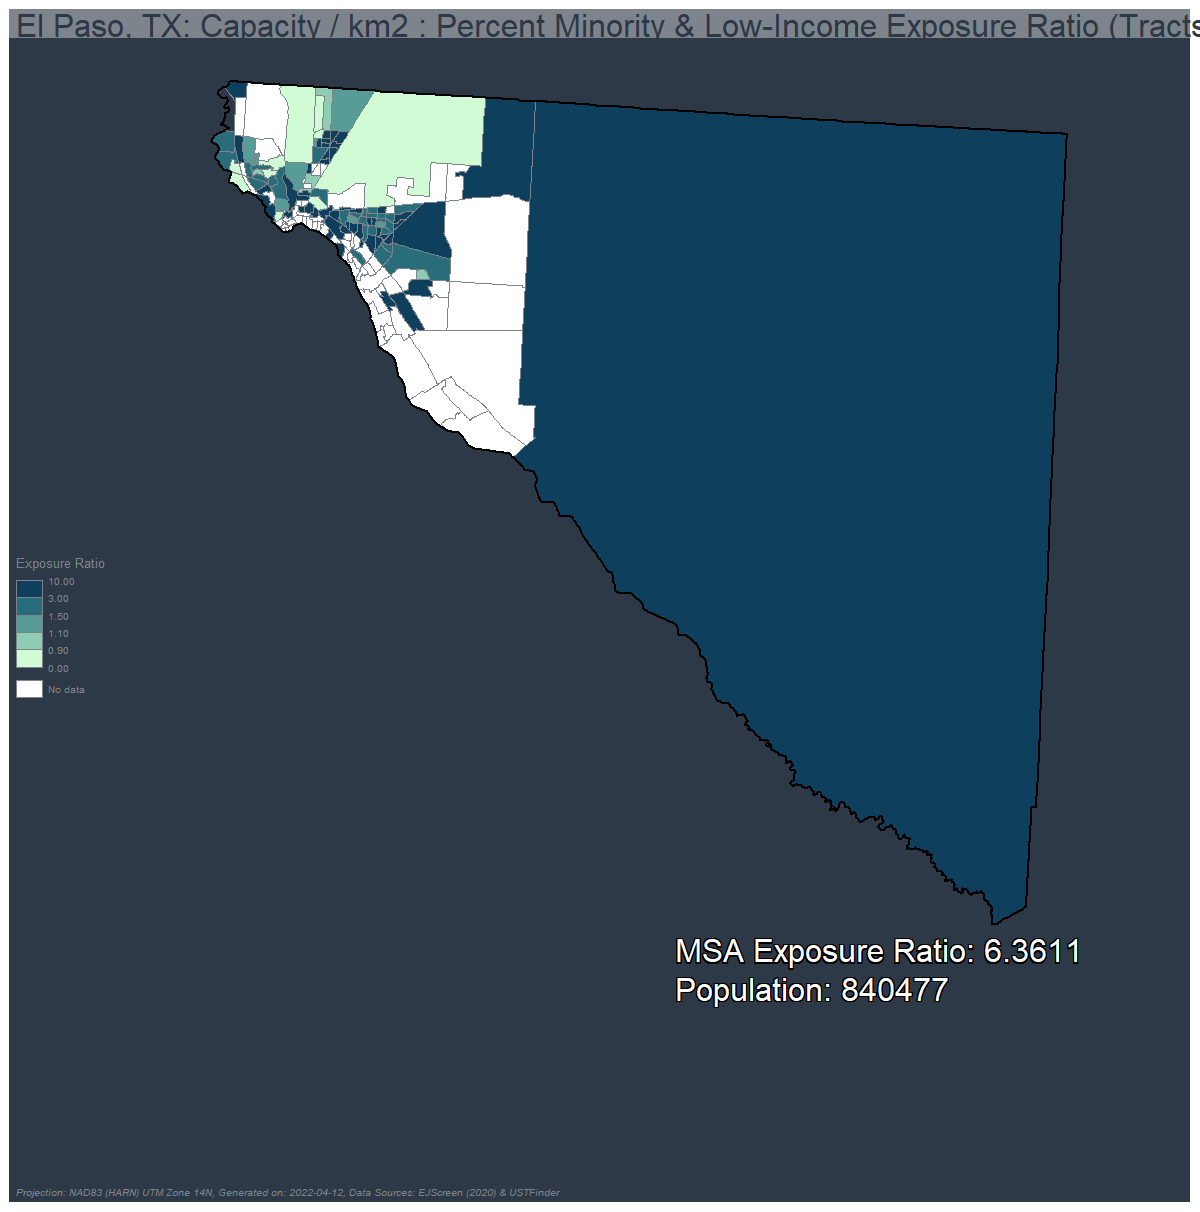 El Paso, TX: Capacity / km2 : Percent Minority & Low-Income Exposure Ratio (Tracts
Exposure Ratio
10.00
3.00
1.50
1.10
0.90
0.00
No data
MSA Exposure Ratio: 6.3611
Population: 840477
Projection: NAD83 (HARN) UTM Zone 14N, Generated on: 2022-04-12, Data Sources: EJScreen (2020) & USTFinder